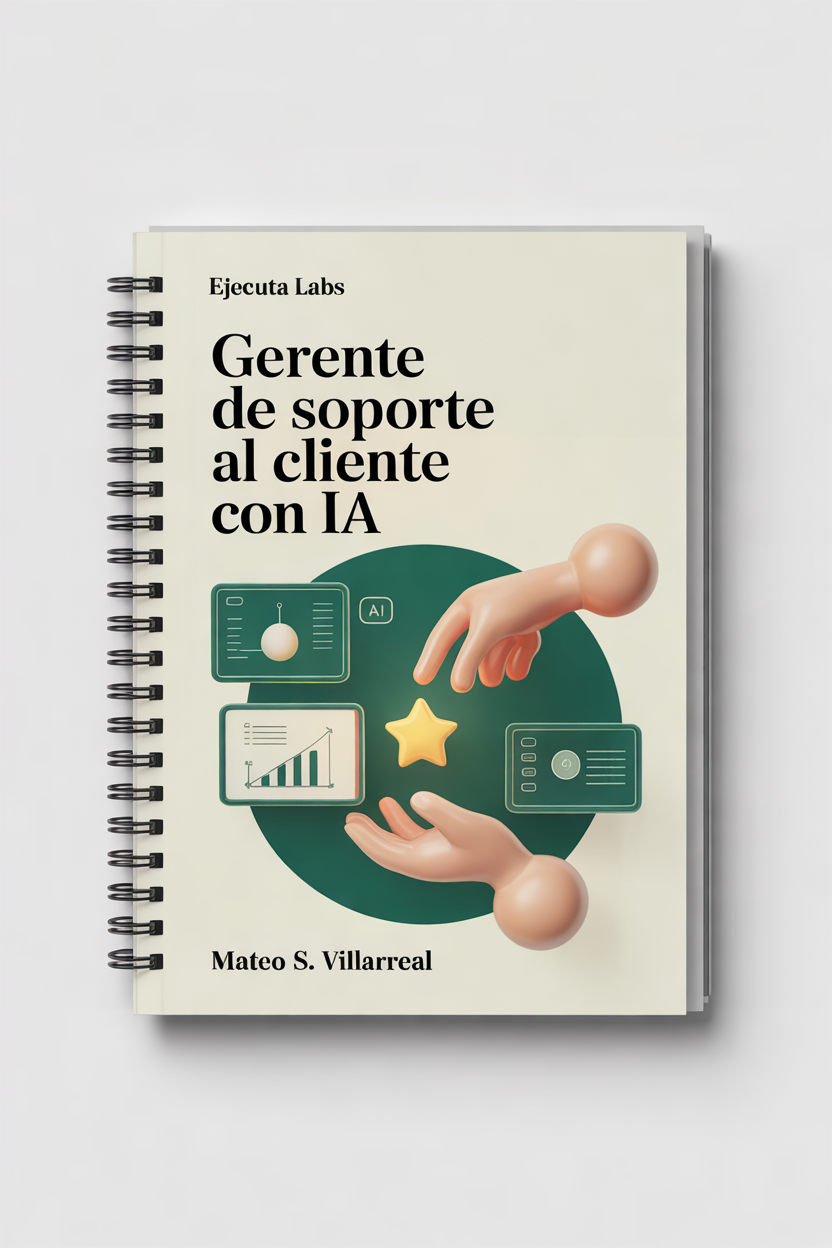 Ejecuta Labs
Gerente
de soporte
al cliente
con IA
AI
Mateo S. Villarreal